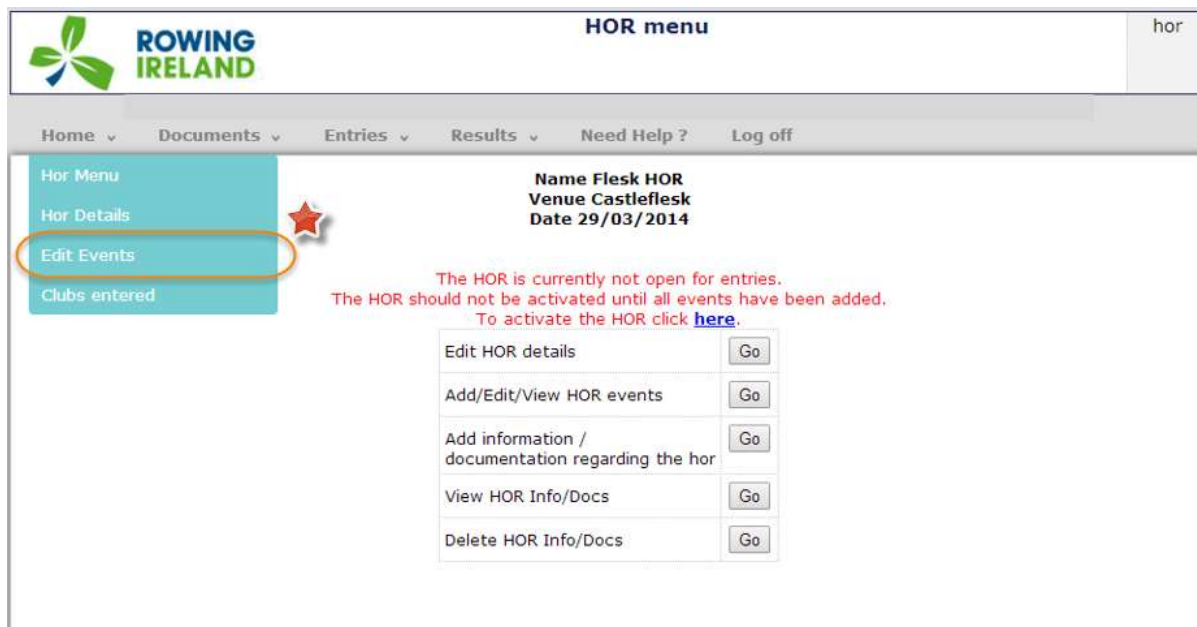 ROWING
IRELAND
HOR menu
hor
Home Documents Entries Results Need Help ? Log off
Hor Menu
Hor Details
Edit Events
Clubs entered
Name Flesk HOR
Venue Castleflesk
Date 29/03/2014
The HOR is currently not open for entries.
The HOR should not be activated until all events have been added.
To activate the HOR click here.
Edit HOR details Go
Add/Edit/View HOR events Go
Add information / Go
documentation regarding the hor
View HOR Info/Docs Go
Delete HOR Info/Docs Go